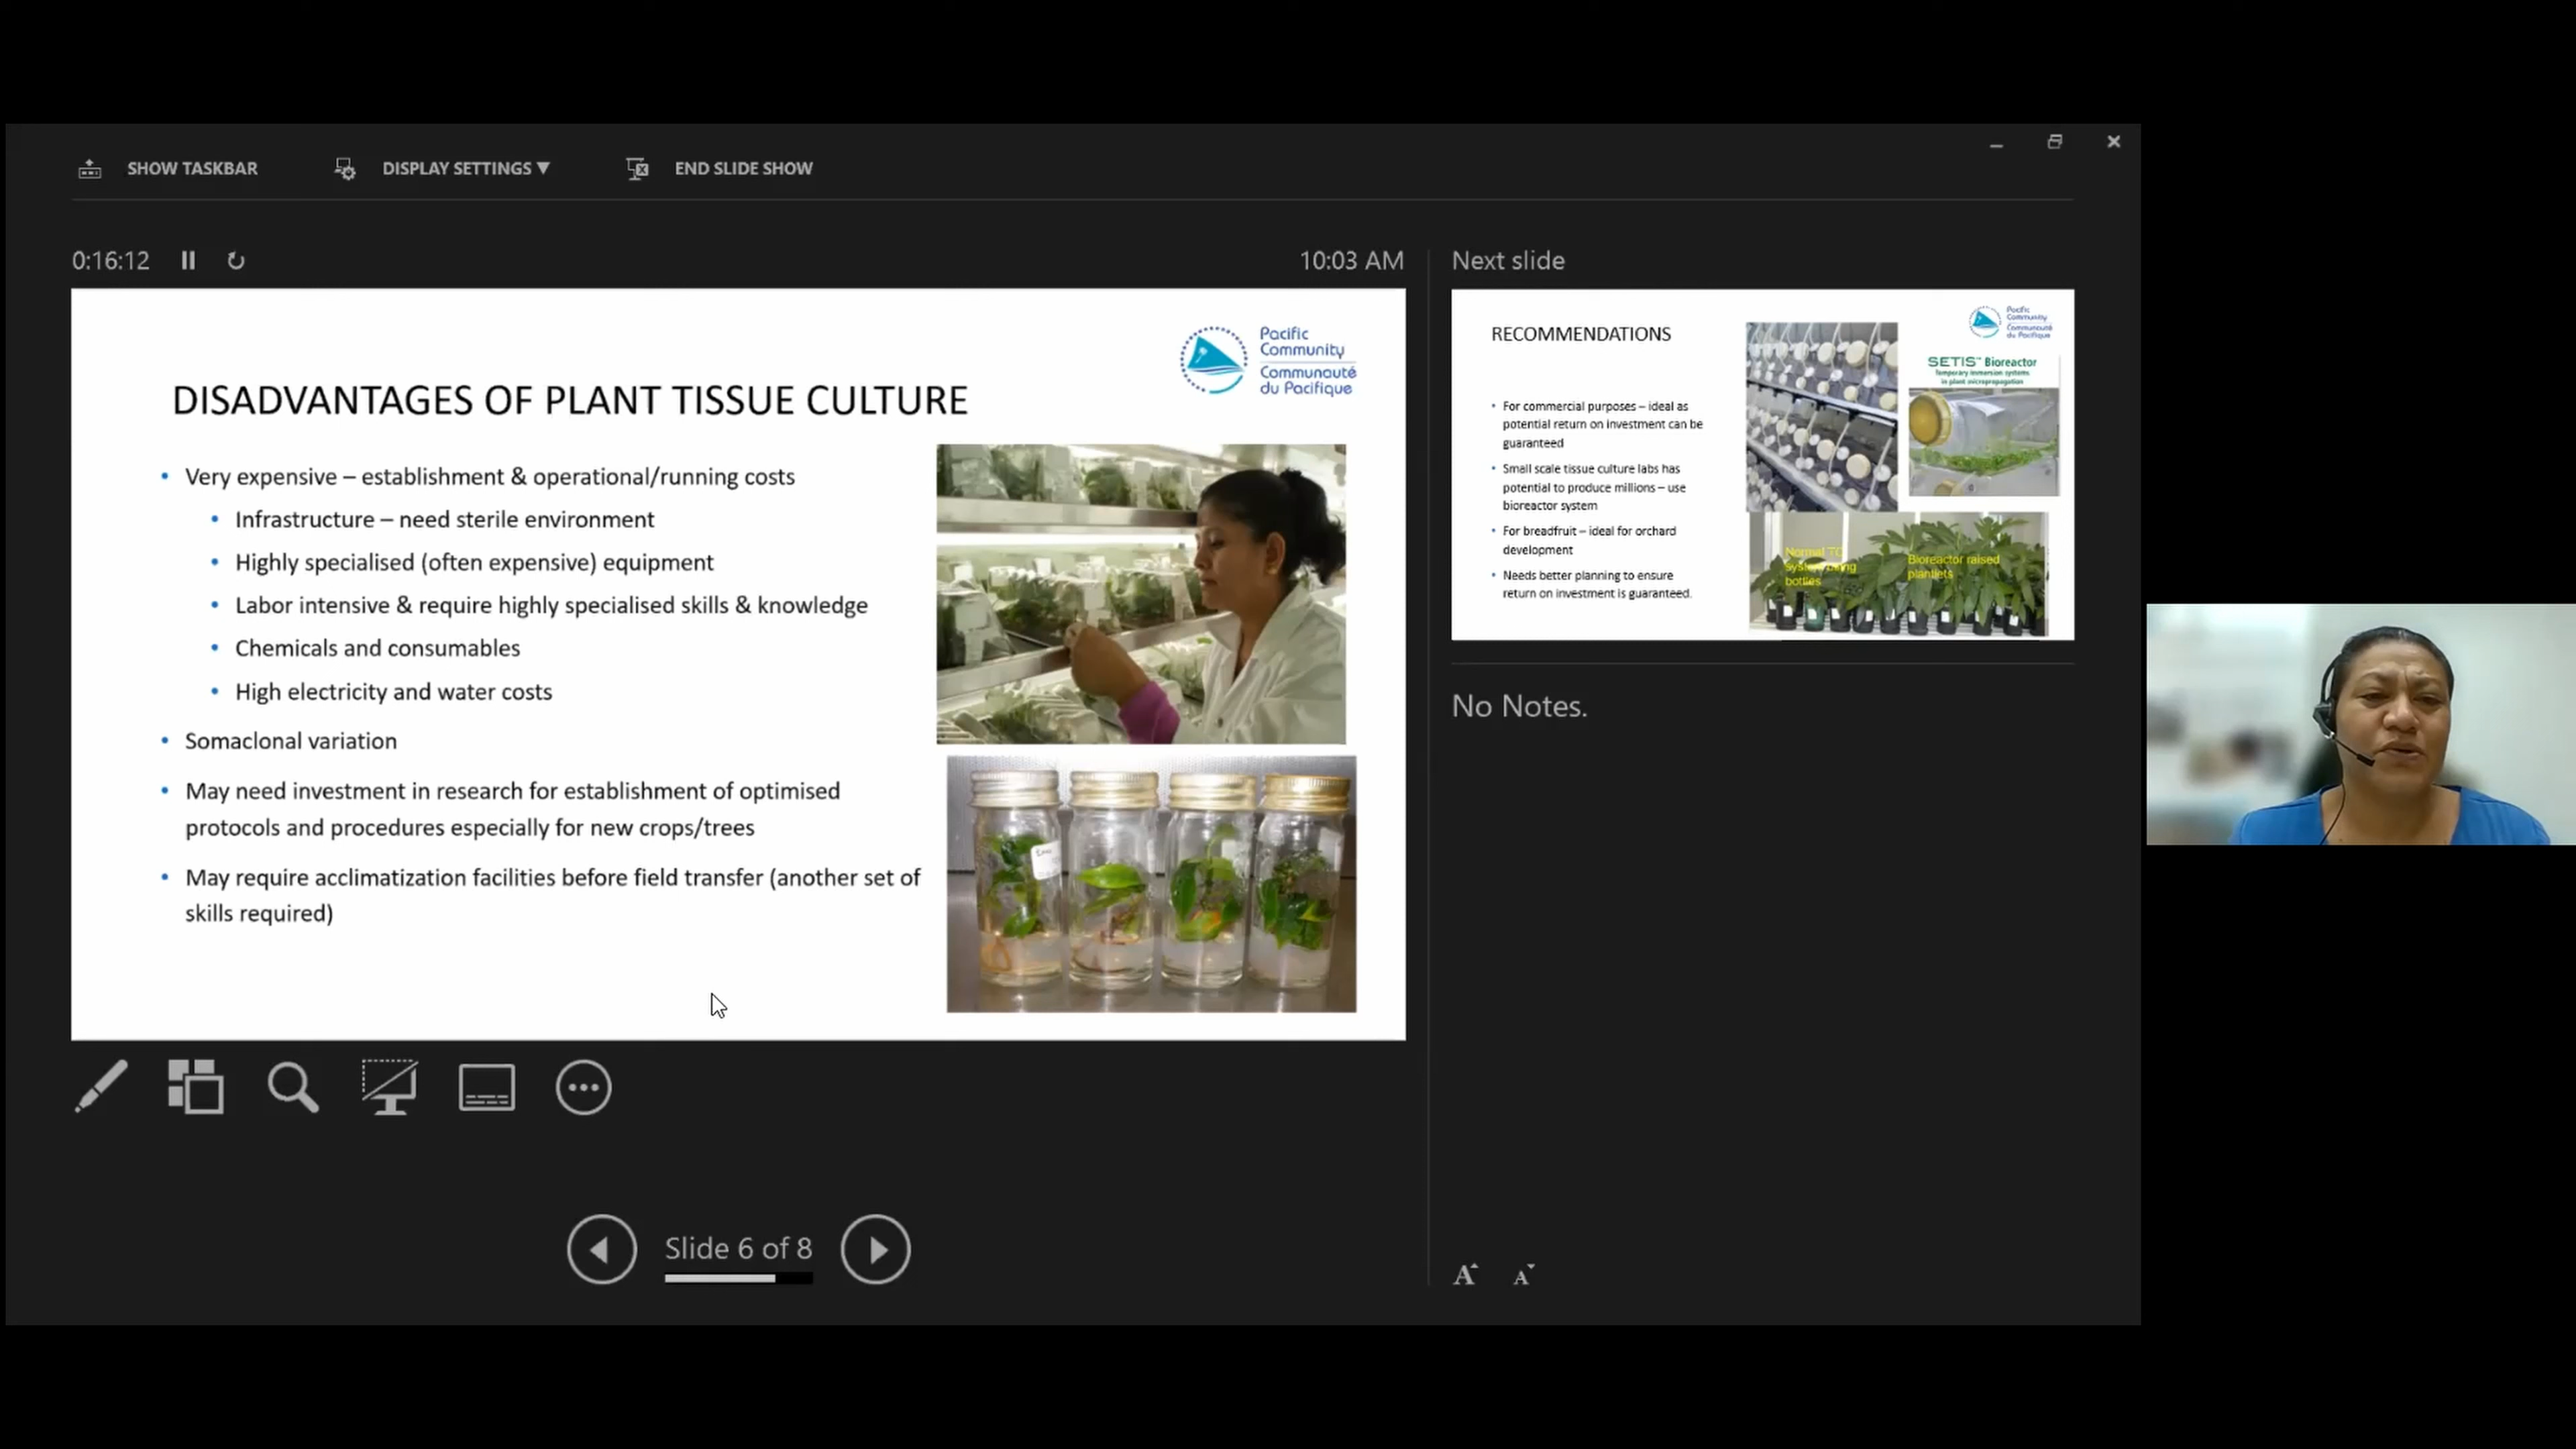 SHOW TASKBAR
DISPLAY SETTINGS ▼
END SLIDE SHOW
0:16:12
10:03 AM
Pacific
Community
Communauté
du Pacifique
DISADVANTAGES OF PLANT TISSUE CULTURE
• Very expensive – establishment & operational/running costs
• Infrastructure – need sterile environment
• Highly specialised (often expensive) equipment
• Labor intensive & require highly specialised skills & knowledge
• Chemicals and consumables
• High electricity and water costs
• Somaclonal variation
• May need investment in research for establishment of optimised
protocols and procedures especially for new crops/trees
• May require acclimatization facilities before field transfer (another set of
skills required)
Slide 6 of 8
Next slide
RECOMMENDATIONS
Pacific
Community
Communauté
du Pacifique
SETIS™ Bioreactor
Temporary immersion systems
in plant micropropagation
• For commercial purposes – ideal as
potential return on investment can be
guaranteed
• Small scale tissue culture labs has
potential to produce millions – use
bioreactor system
• For breadfruit – ideal for orchard
development
• Needs better planning to ensure
return on investment is guaranteed.
Normal TC
system using
bottles
Bioreactor raised
plantlets
No Notes.
A A